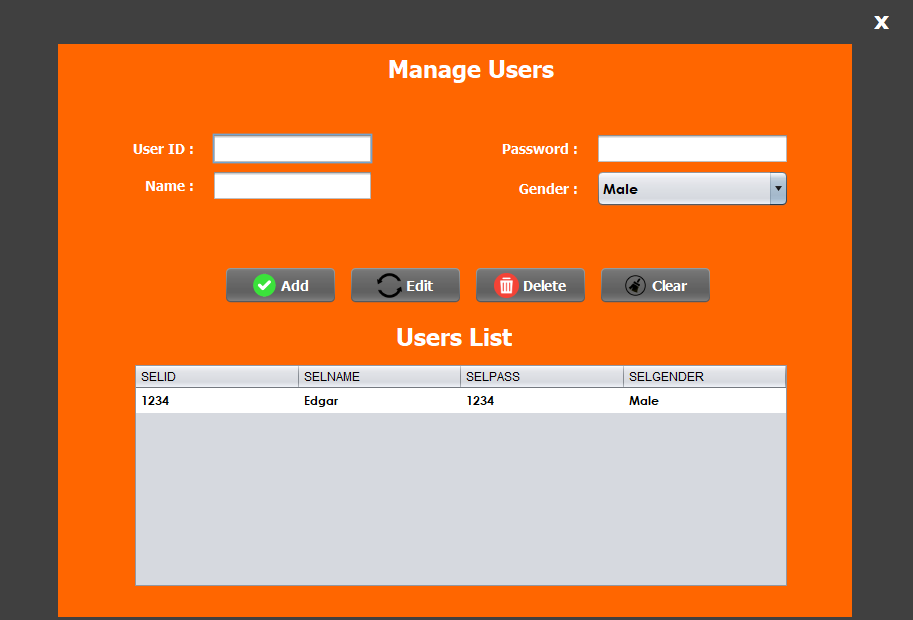 X
Manage Users
User ID :
Password :
Name :
Gender : Male
Add Edit Delete Clear
Users List
SELID SELNAME SELPASS SELGENDER
1234 Edgar 1234 Male